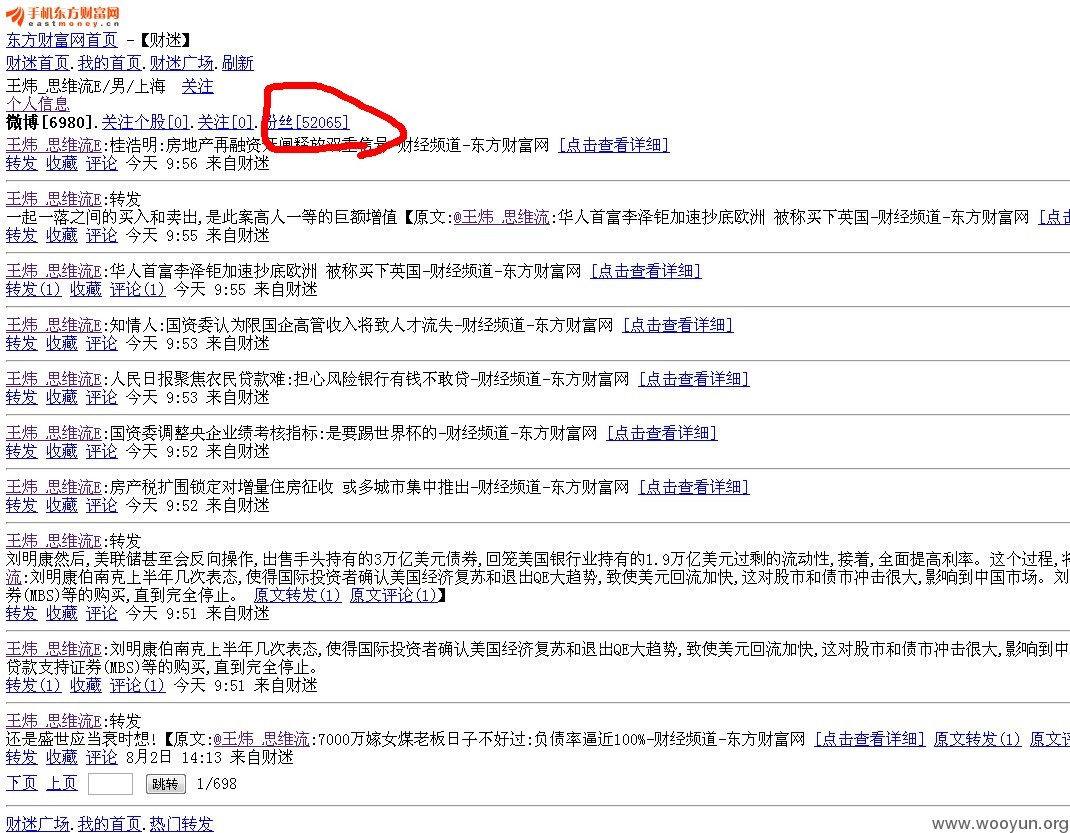 手机东方财富网
eastmoney.cn
东方财富网首页 -【财迷】
财迷首页.我的首页.财迷广场.刷新
王炜_思维流E/男/上海 关注
个人信息
微博[6980].关注个股[0].关注[0].粉丝[52065]
王炜_思维流E:桂浩明:房地产再融资开闸释放双重信号-财经频道-东方财富网 [点击查看详细]
转发 收藏 评论 今天 9:56 来自财迷
王炜_思维流E:转发
一起一落之间的买入和卖出,是此案高人一等的巨额增值【原文:@王炜_思维流:华人首富李泽钜加速抄底欧洲 被称买下英国-财经频道-东方财富网 [点击
转发 收藏 评论 今天 9:55 来自财迷
王炜_思维流E:华人首富李泽钜加速抄底欧洲 被称买下英国-财经频道-东方财富网 [点击查看详细]
转发(1) 收藏 评论(1) 今天 9:55 来自财迷
王炜_思维流E:知情人:国资委认为限国企高管收入将致人才流失-财经频道-东方财富网 [点击查看详细]
转发 收藏 评论 今天 9:53 来自财迷
王炜_思维流E:人民日报聚焦农民贷款难:担心风险银行有钱不敢贷-财经频道-东方财富网 [点击查看详细]
转发 收藏 评论 今天 9:53 来自财迷
王炜_思维流E:国资委调整央企业绩考核指标:是要踢世界杯的-财经频道-东方财富网 [点击查看详细]
转发 收藏 评论 今天 9:52 来自财迷
王炜_思维流E:房产税扩围锁定对增量住房征收 或多城市集中推出-财经频道-东方财富网 [点击查看详细]
转发 收藏 评论 今天 9:52 来自财迷
王炜_思维流E:转发
刘明康然后,美联储甚至会反向操作,出售手头持有的3万亿美元债券,回笼美国银行业持有的1.9万亿美元过剩的流动性,接着,全面提高利率。这个过程,将
流:刘明康伯南克上半年几次表态,使得国际投资者确认美国经济复苏和退出QE大趋势,致使美元回流加快,这对股市和债市冲击很大,影响到中国市场。刘
券(MBS)等的购买,直到完全停止。 原文转发(1) 原文评论(1)】
转发 收藏 评论 今天 9:51 来自财迷
王炜_思维流E:刘明康伯南克上半年几次表态,使得国际投资者确认美国经济复苏和退出QE大趋势,致使美元回流加快,这对股市和债市冲击很大,影响到中
贷款支持证券(MBS)等的购买,直到完全停止。
转发(1) 收藏 评论(1) 今天 9:51 来自财迷
王炜_思维流E:转发
还是盛世应当衰时想!【原文:@王炜_思维流:7000万嫁女煤老板日子不好过:负债率逼近100%-财经频道-东方财富网 [点击查看详细] 原文转发(1) 原文评
转发 收藏 评论 8月2日 14:13 来自财迷
下页 上页 跳转 1/698
财迷广场.我的首页.热门转发
www.wooyun.org